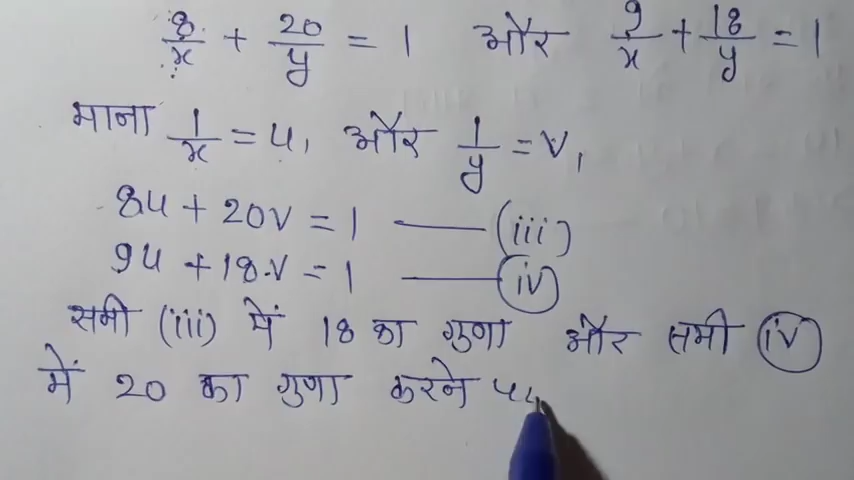 8/x + 20/y = 1 और 9/x + 18/y = 1
माना 1/x = u, और 1/y = v,
8u + 20v = 1 —— (iii)
9u + 18v = 1 —— (iv)
समी (iii) में 18 का गुणा और समी (iv)
में 20 का गुणा करने